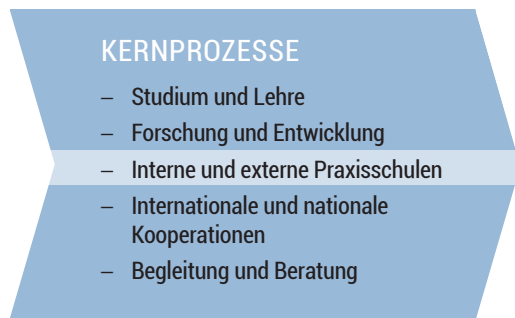 KERNPROZESSE
– Studium und Lehre
– Forschung und Entwicklung
– Interne und externe Praxisschulen
– Internationale und nationale
Kooperationen
– Begleitung und Beratung